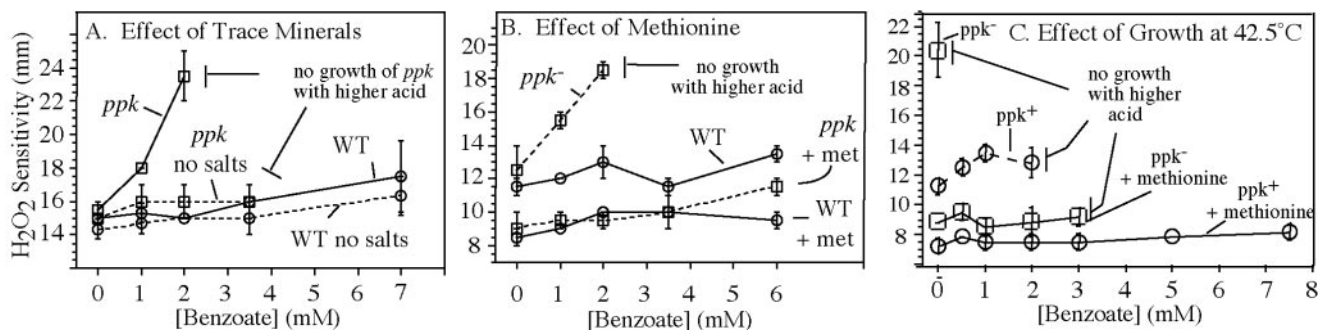 A. Effect of Trace Minerals
H₂O₂ Sensitivity (mm)
24
22
20
18
16
14
ppk
no growth of ppk
with higher acid
ppk
no salts
WT
WT no salts
0 1 2 3 4 5 6 7
[Benzoate] (mM)
B. Effect of Methionine
18
16
14
12
10
8
ppk⁻
no growth
with higher acid
WT
ppk
+ met
WT
+ met
0 1 2 3 4 5 6
[Benzoate] (mM)
C. Effect of Growth at 42.5°C
22
20
18
16
14
12
10
8
6
ppk⁻
no growth
with higher
acid
ppk⁺
ppk⁻
+ methionine
ppk⁺
+ methionine
0 1 2 3 4 5 6 7 8
[Benzoate] (mM)